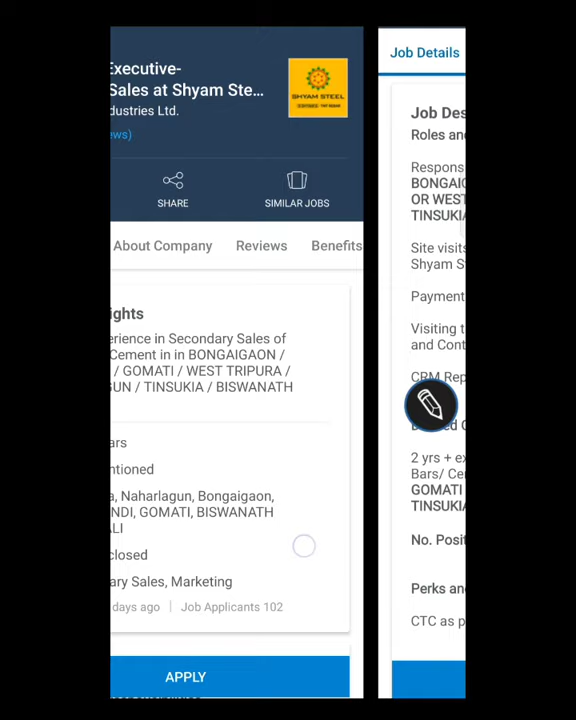 Executive-
Sales at Shyam Ste...
dustries Ltd.
ews)
SHYAM STEEL
SHARE
SIMILAR JOBS
About Company
Reviews
Benefits
ights
erience in Secondary Sales of
Cement in in BONGAIGAON /
/ GOMATI / WEST TRIPURA /
GUN / TINSUKIA / BISWANATH
ars
entioned
a, Naharlagun, Bongaigaon,
NDI, GOMATI, BISWANATH
ALI
closed
ary Sales, Marketing
days ago | Job Applicants 102
APPLY
Job Details
Job Des
Roles an
Respons
BONGAIG
OR WEST
TINSUKIA
Site visits
Shyam S
Payment
Visiting t
and Cont
CRM Rep
2 yrs + ex
Bars/ Ce
GOMATI
TINSUKIA
No. Posit
Perks an
CTC as p